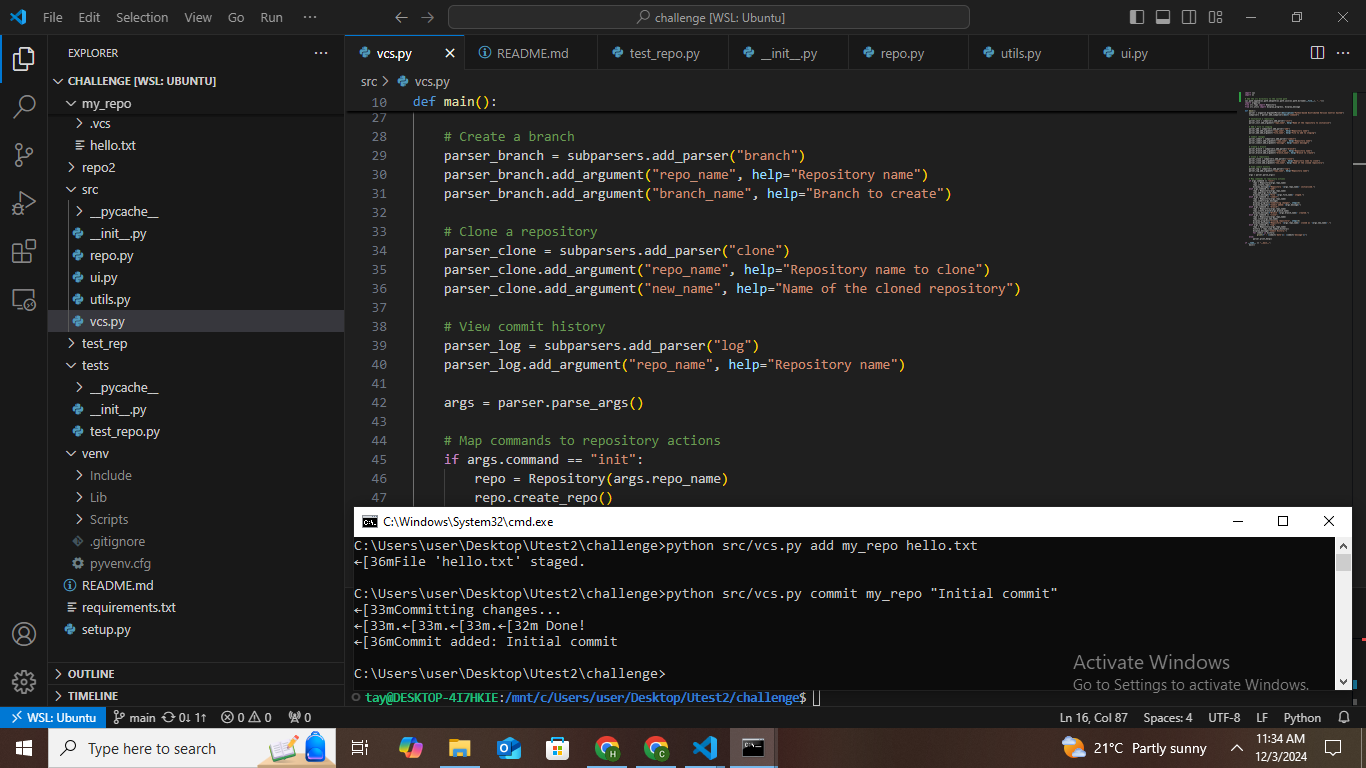 File Edit Selection View Go Run ··· challenge [WSL: Ubuntu]
EXPLORER ···
CHALLENGE [WSL: UBUNTU]
my_repo
.vcs
hello.txt
repo2
src
__pycache__
__init__.py
repo.py
ui.py
utils.py
vcs.py
test_rep
tests
__pycache__
__init__.py
test_repo.py
venv
Include
Lib
Scripts
.gitignore
pyvenv.cfg
README.md
requirements.txt
setup.py
OUTLINE
TIMELINE
vcs.py README.md test_repo.py __init__.py repo.py utils.py ui.py ···
src > vcs.py
10 def main():
27
28 # Create a branch
29 parser_branch = subparsers.add_parser("branch")
30 parser_branch.add_argument("repo_name", help="Repository name")
31 parser_branch.add_argument("branch_name", help="Branch to create")
32
33 # Clone a repository
34 parser_clone = subparsers.add_parser("clone")
35 parser_clone.add_argument("repo_name", help="Repository name to clone")
36 parser_clone.add_argument("new_name", help="Name of the cloned repository")
37
38 # View commit history
39 parser_log = subparsers.add_parser("log")
40 parser_log.add_argument("repo_name", help="Repository name")
41
42 args = parser.parse_args()
43
44 # Map commands to repository actions
45 if args.command == "init":
46 repo = Repository(args.repo_name)
47 repo.create_repo()
C:\Windows\System32\cmd.exe
C:\Users\user\Desktop\Utest2\challenge>python src/vcs.py add my_repo hello.txt
←[36mFile 'hello.txt' staged.
C:\Users\user\Desktop\Utest2\challenge>python src/vcs.py commit my_repo "Initial commit"
←[33mCommitting changes...
←[33m.←[33m.←[33m.←[32m Done!
←[36mCommit added: Initial commit
C:\Users\user\Desktop\Utest2\challenge>
Activate Windows
Go to Settings to activate Windows.
tay@DESKTOP-4I7HKIE:/mnt/c/Users/user/Desktop/Utest2/challenge$
WSL: Ubuntu main 0↓ 1↑ 0 0 0 Ln 16, Col 87 Spaces: 4 UTF-8 LF Python
Type here to search 21°C Partly sunny 11:34 AM
12/3/2024